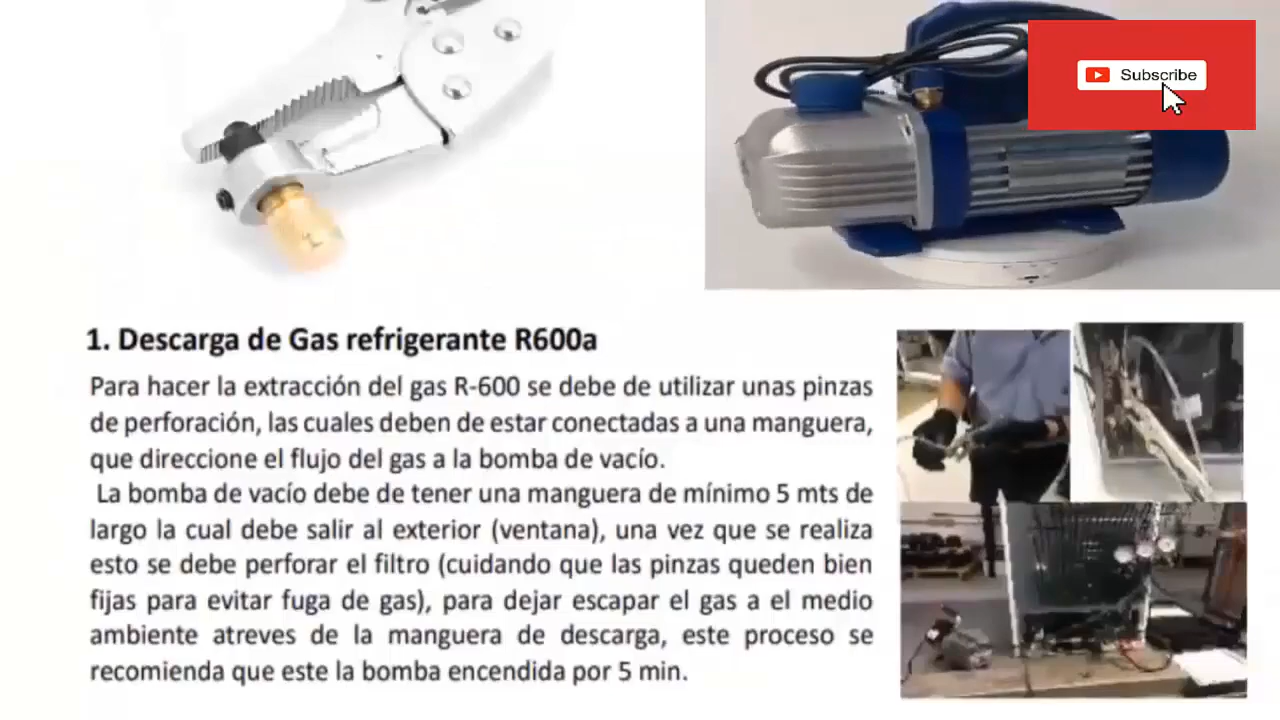 Subscribe
1. Descarga de Gas refrigerante R600a
Para hacer la extracción del gas R-600 se debe de utilizar unas pinzas
de perforación, las cuales deben de estar conectadas a una manguera,
que direccione el flujo del gas a la bomba de vacío.
La bomba de vacío debe de tener una manguera de mínimo 5 mts de
largo la cual debe salir al exterior (ventana), una vez que se realiza
esto se debe perforar el filtro (cuidando que las pinzas queden bien
fijas para evitar fuga de gas), para dejar escapar el gas a el medio
ambiente atreves de la manguera de descarga, este proceso se
recomienda que este la bomba encendida por 5 min.